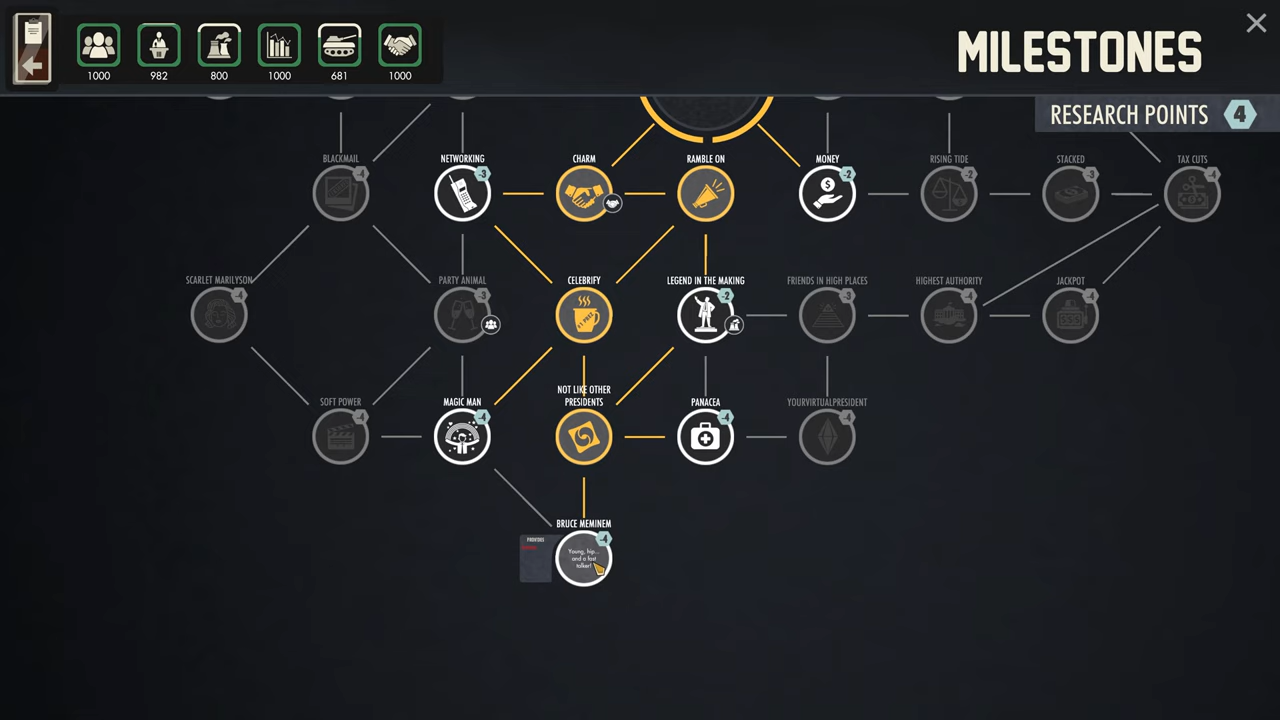 MILESTONES
1000
982
800
1000
681
1000
RESEARCH POINTS 4
BLACKMAIL
-4
NETWORKING
-3
CHARM
RAMBLE ON
MONEY
-2
RISING TIDE
-2
STACKED
-3
TAX CUTS
-4
SCARLET MARILYSON
-4
PARTY ANIMAL
-3
CELEBRIFY
LEGEND IN THE MAKING
-2
FRIENDS IN HIGH PLACES
-3
HIGHEST AUTHORITY
-4
JACKPOT
-4
SOFT POWER
-4
MAGIC MAN
-4
NOT LIKE OTHER
PRESIDENTS
PANACEA
-4
YOURVIRTUALPRESIDENT
-4
BRUCE MEMINEM
-4
PROVIDES
Young, hip...
and a fast
talker!